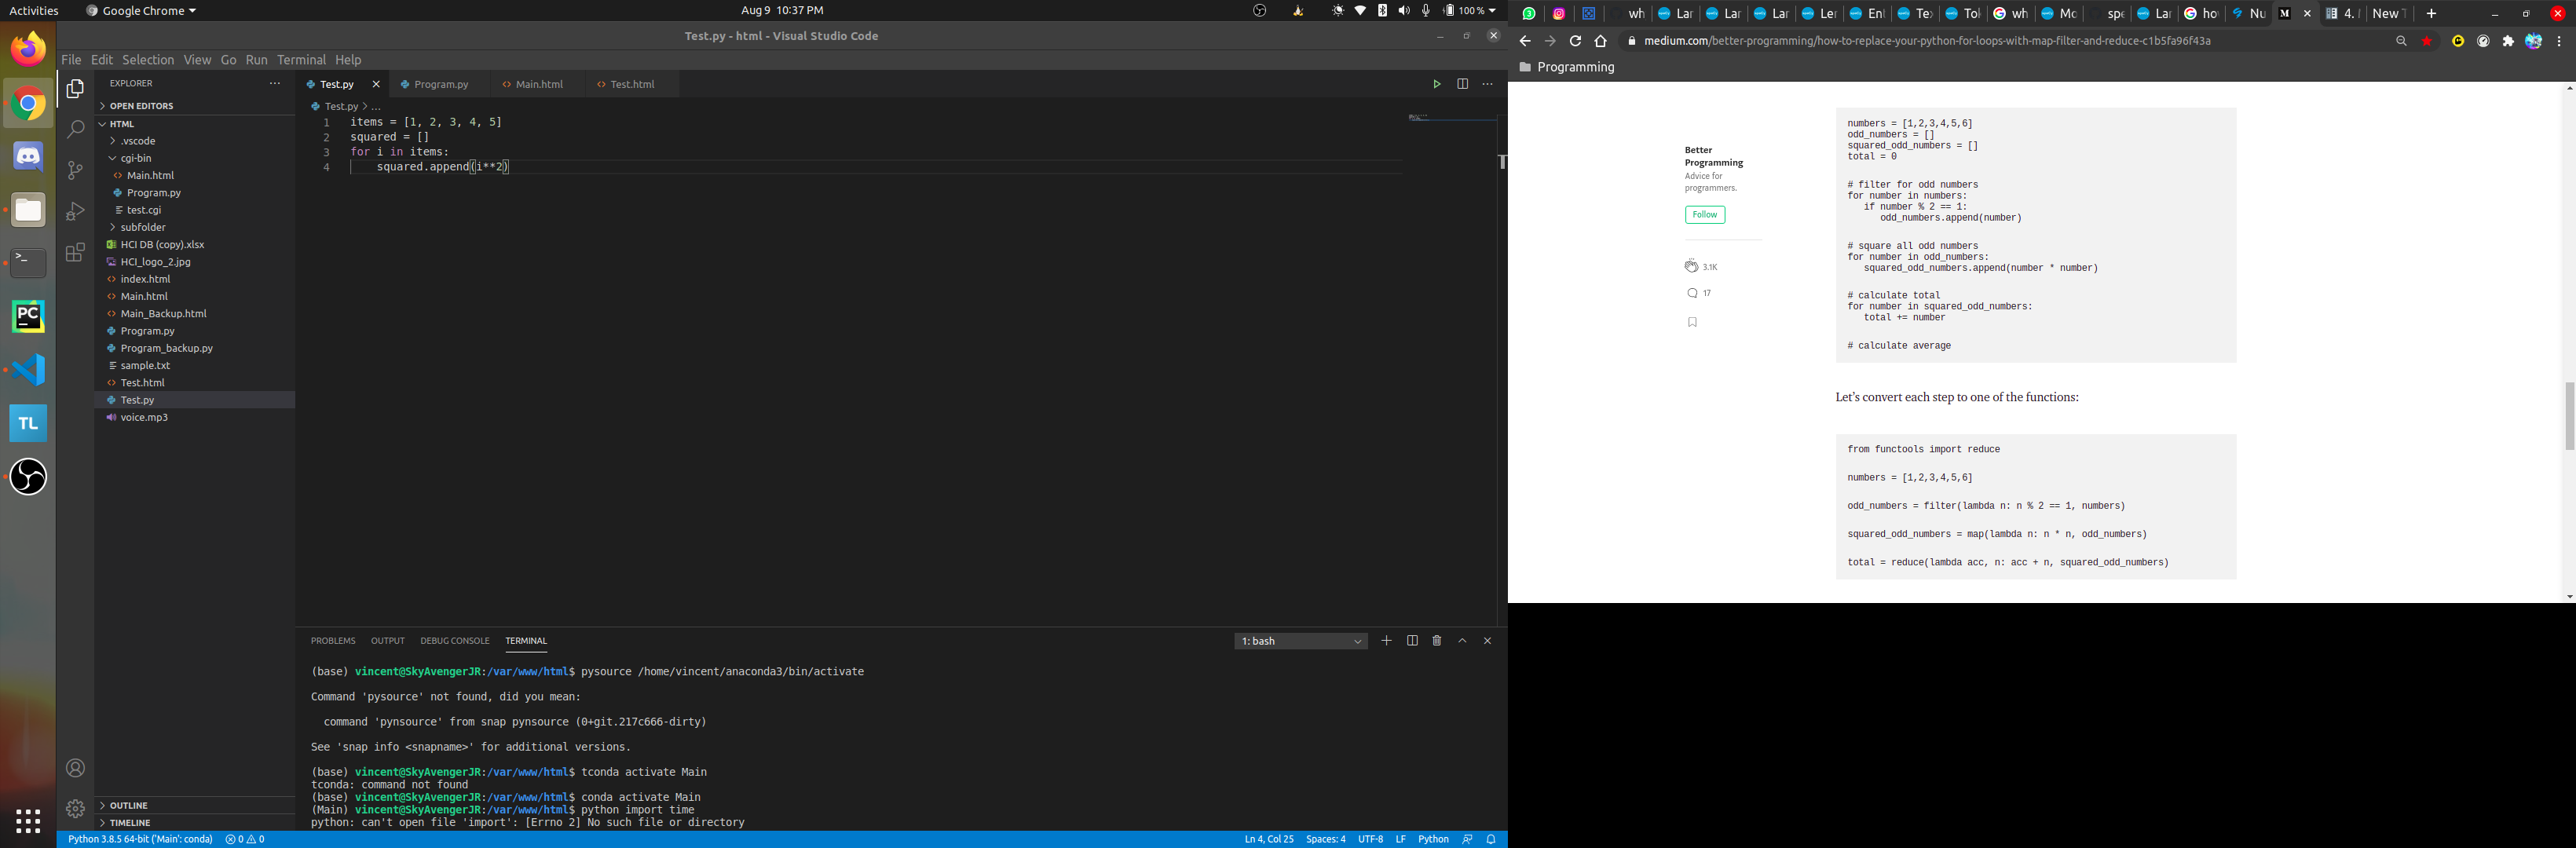 Activities
Google Chrome
Aug 9 10:37 PM
100 %
Test.py - html - Visual Studio Code
File Edit Selection View Go Run Terminal Help
EXPLORER
OPEN EDITORS
HTML
.vscode
cgi-bin
Main.html
Program.py
test.cgi
subfolder
HCI DB (copy).xlsx
HCI_logo_2.jpg
index.html
Main.html
Main_Backup.html
Program.py
Program_backup.py
sample.txt
Test.html
Test.py
voice.mp3
OUTLINE
TIMELINE
PC
TL
Test.py Program.py Main.html Test.html
Test.py > ...
1 items = [1, 2, 3, 4, 5]
2 squared = []
3 for i in items:
4 squared.append(i**2)
PROBLEMS OUTPUT DEBUG CONSOLE TERMINAL
1: bash
(base) vincent@SkyAvengerJR:/var/www/html$ pysource /home/vincent/anaconda3/bin/activate
Command 'pysource' not found, did you mean:
command 'pynsource' from snap pynsource (0+git.217c666-dirty)
See 'snap info <snapname>' for additional versions.
(base) vincent@SkyAvengerJR:/var/www/html$ tconda activate Main
tconda: command not found
(base) vincent@SkyAvengerJR:/var/www/html$ conda activate Main
(Main) vincent@SkyAvengerJR:/var/www/html$ python import time
python: can't open file 'import': [Errno 2] No such file or directory
Python 3.8.5 64-bit ('Main': conda) 0 0
Ln 4, Col 25 Spaces: 4 UTF-8 LF Python
wh Lar Lar Lar Ler En Te Tol wh Mo spe Lar ho Nu 4. New
medium.com/better-programming/how-to-replace-your-python-for-loops-with-map-filter-and-reduce-c1b5fa96f43a
Programming
Better
Programming
Advice for
programmers.
Follow
3.1K
17
numbers = [1,2,3,4,5,6]
odd_numbers = []
squared_odd_numbers = []
total = 0
# filter for odd numbers
for number in numbers:
if number % 2 == 1:
odd_numbers.append(number)
# square all odd numbers
for number in odd_numbers:
squared_odd_numbers.append(number * number)
# calculate total
for number in squared_odd_numbers:
total += number
# calculate average
Let's convert each step to one of the functions:
from functools import reduce
numbers = [1,2,3,4,5,6]
odd_numbers = filter(lambda n: n % 2 == 1, numbers)
squared_odd_numbers = map(lambda n: n * n, odd_numbers)
total = reduce(lambda acc, n: acc + n, squared_odd_numbers)